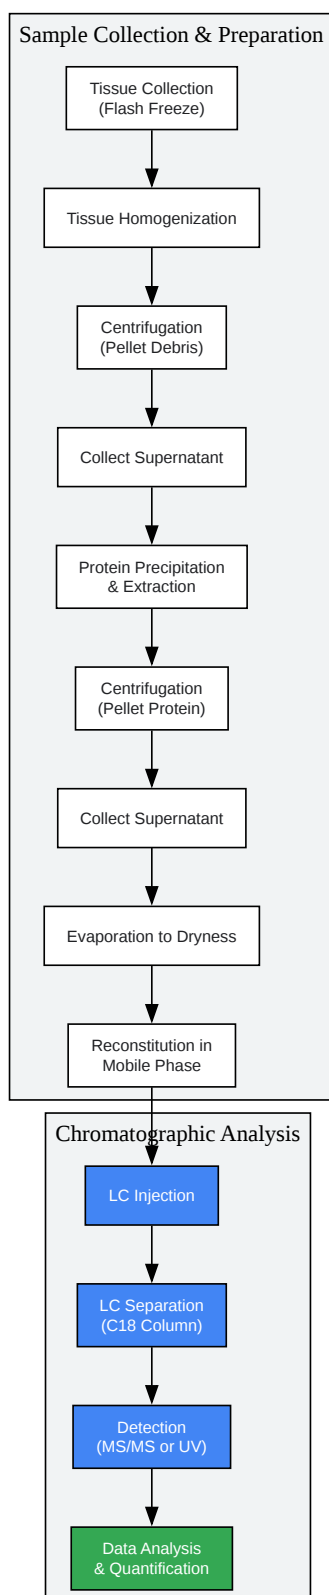 Sample Collection & Preparation
Tissue Collection
(Flash Freeze)
Tissue Homogenization
Centrifugation
(Pellet Debris)
Collect Supernatant
Protein Precipitation
& Extraction
Centrifugation
(Pellet Protein)
Collect Supernatant
Evaporation to Dryness
Reconstitution in
Mobile Phase
Chromatographic Analysis
LC Injection
LC Separation
(C18 Column)
Detection
(MS/MS or UV)
Data Analysis
& Quantification